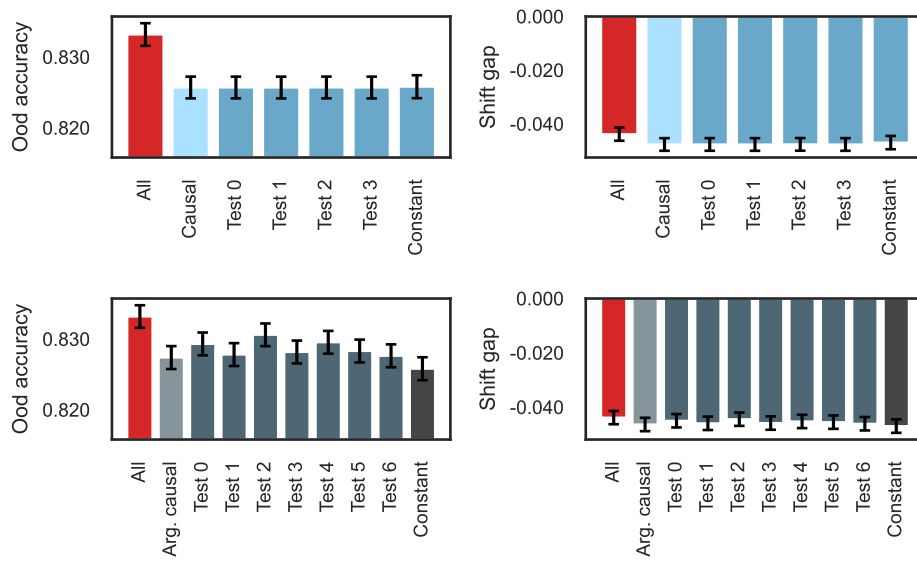 Ood accuracy
0.830
0.820
All
Causal
Test 0
Test 1
Test 2
Test 3
Constant
Shift gap
0.000
-0.020
-0.040
All
Causal
Test 0
Test 1
Test 2
Test 3
Constant
Ood accuracy
0.830
0.820
All
Arg. causal
Test 0
Test 1
Test 2
Test 3
Test 4
Test 5
Test 6
Constant
Shift gap
0.000
-0.020
-0.040
All
Arg. causal
Test 0
Test 1
Test 2
Test 3
Test 4
Test 5
Test 6
Constant